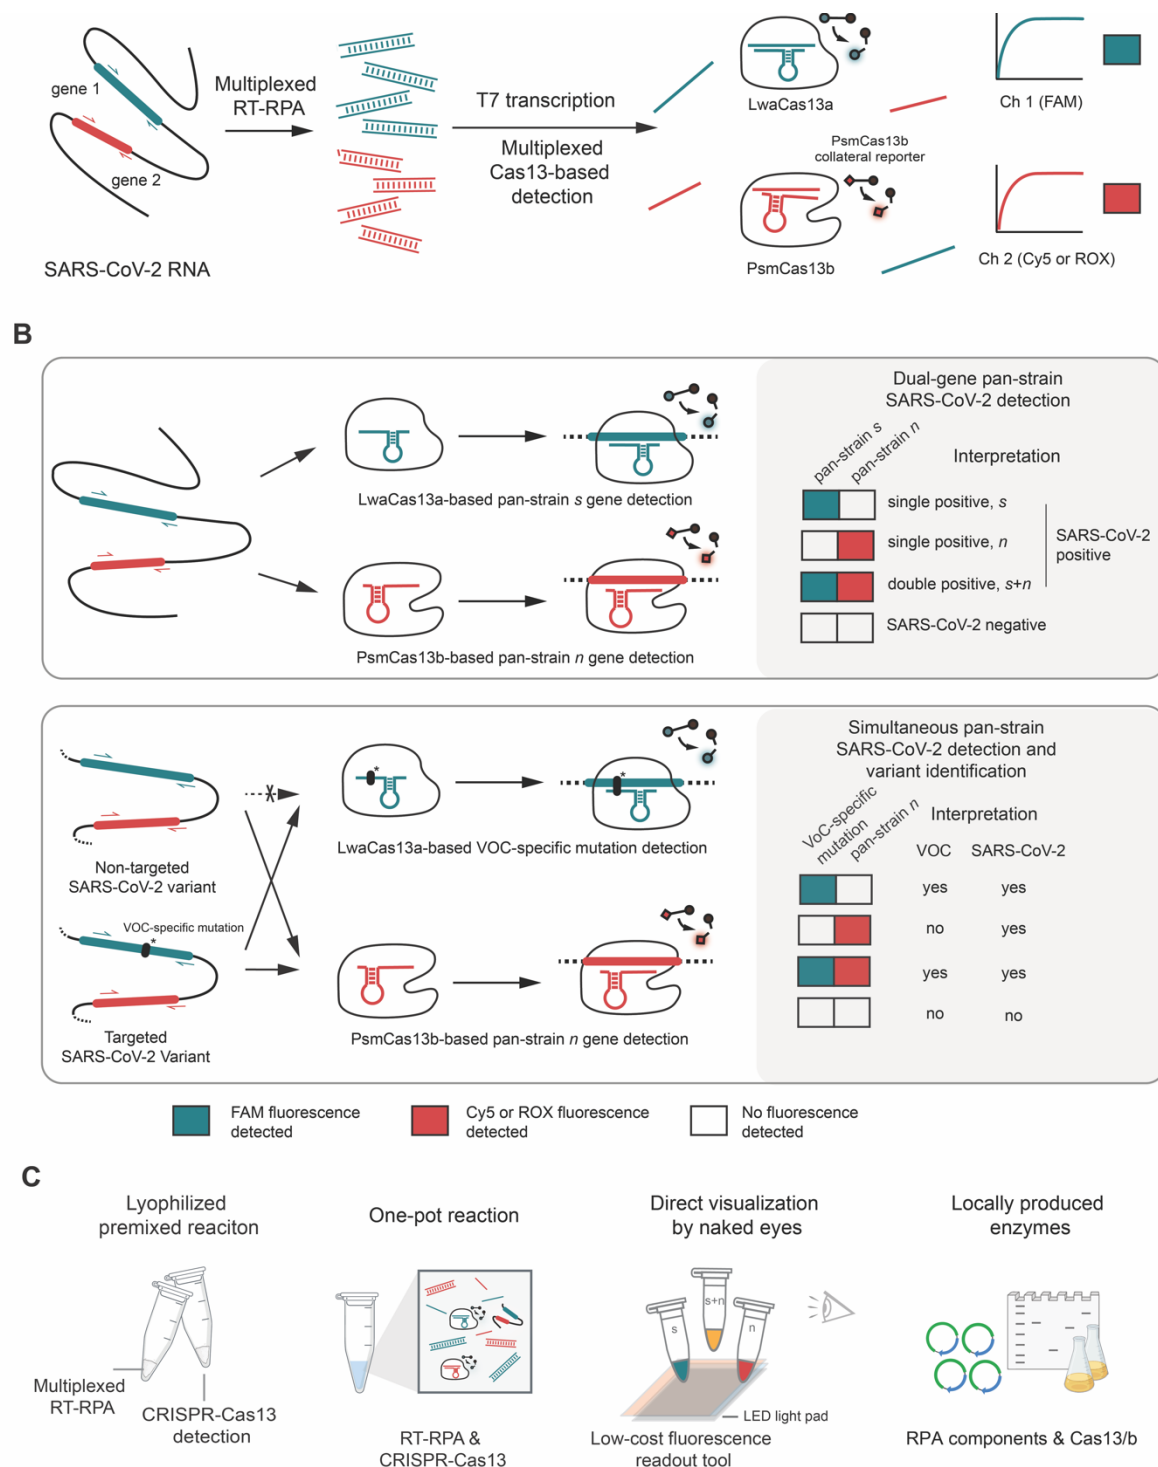 gene 1
gene 2
SARS-CoV-2 RNA
Multiplexed
RT-RPA
T7 transcription
Multiplexed
Cas13-based
detection
LwaCas13a
PsmCas13b
collateral reporter
PsmCas13b
Ch 1 (FAM)
Ch 2 (Cy5 or ROX)
B
LwaCas13a-based pan-strain s gene detection
PsmCas13b-based pan-strain n gene detection
Dual-gene pan-strain
SARS-CoV-2 detection
pan-strain s
pan-strain n
Interpretation
single positive, s
single positive, n
double positive, s+n
SARS-CoV-2
positive
SARS-CoV-2 negative
Non-targeted
SARS-CoV-2 variant
VOC-specific mutation
*
Targeted
SARS-CoV-2 Variant
*
*
LwaCas13a-based VOC-specific mutation detection
PsmCas13b-based pan-strain n gene detection
Simultaneous pan-strain
SARS-CoV-2 detection and
variant identification
VoC-specific
mutation
pan-strain n
Interpretation
VOC SARS-CoV-2
yes yes
no yes
yes yes
no no
FAM fluorescence
detected
Cy5 or ROX fluorescence
detected
No fluorescence
detected
C
Lyophilized
premixed reaciton
Multiplexed
RT-RPA
CRISPR-Cas13
detection
One-pot reaction
RT-RPA &
CRISPR-Cas13
Direct visualization
by naked eyes
s
s+n
n
LED light pad
Low-cost fluorescence
readout tool
Locally produced
enzymes
RPA components & Cas13/b